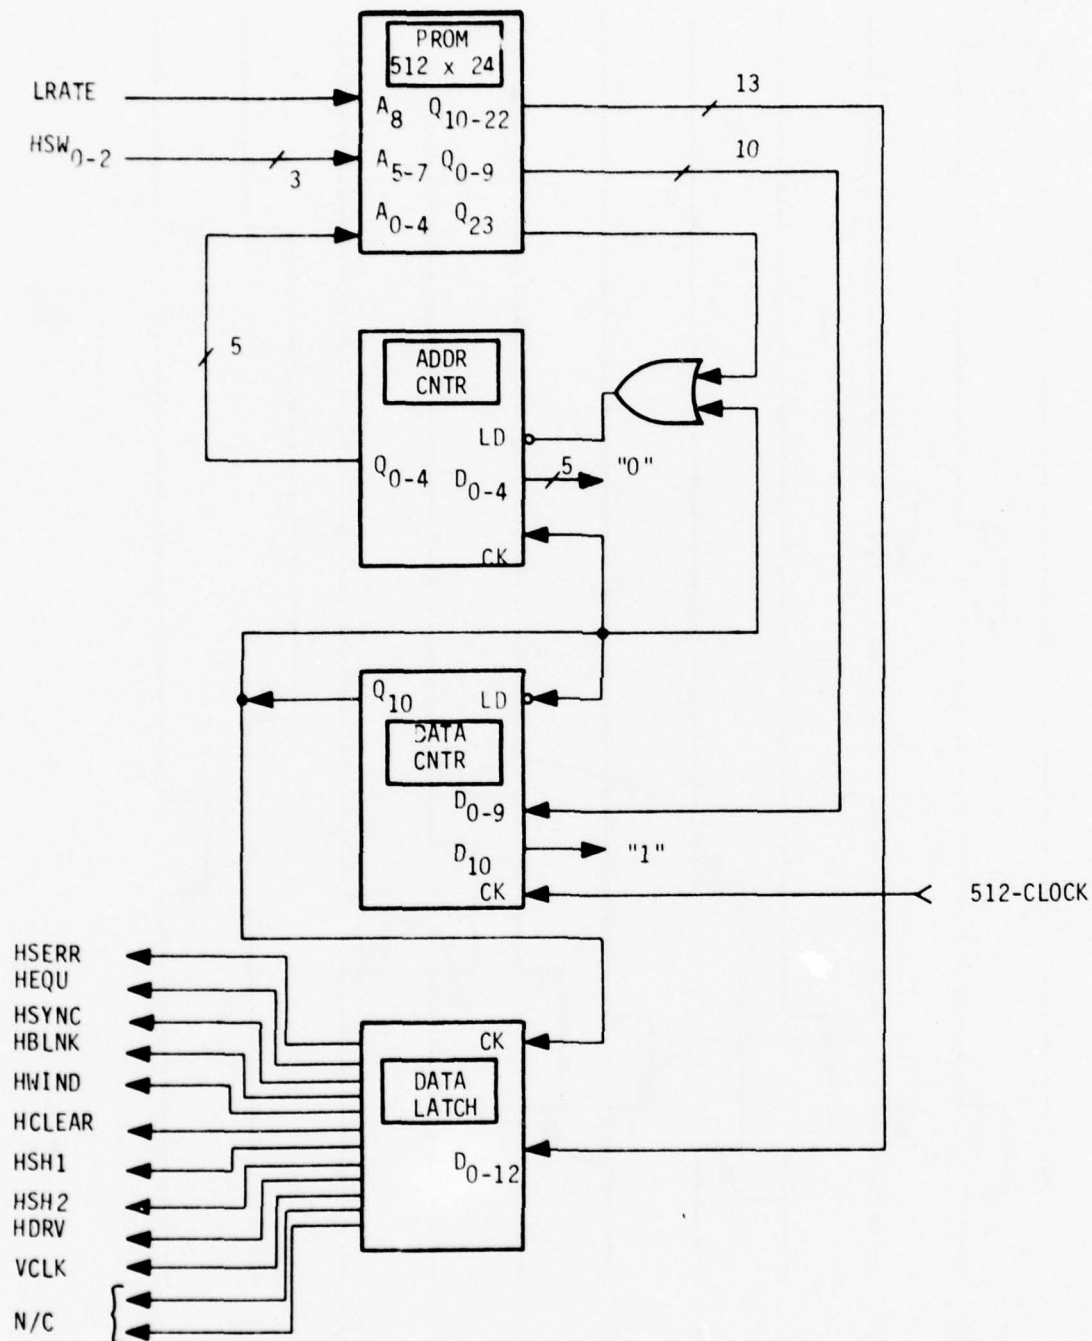 PROM
512 x 24
LRATE
A8 Q10-22
13
HSW0-2
3
A5-7 Q0-9
10
A0-4 Q23
5
ADDR
CNTR
LD
Q0-4 D0-4
5
"0"
CK
Q10 LD
DATA
CNTR
D0-9
D10
"1"
CK
512-CLOCK
HSERR
HEQU
HSYNC
HBLNK
HWIND
HCLEAR
HSH1
HSH2
HDRV
VCLK
N/C
CK
DATA
LATCH
D0-12